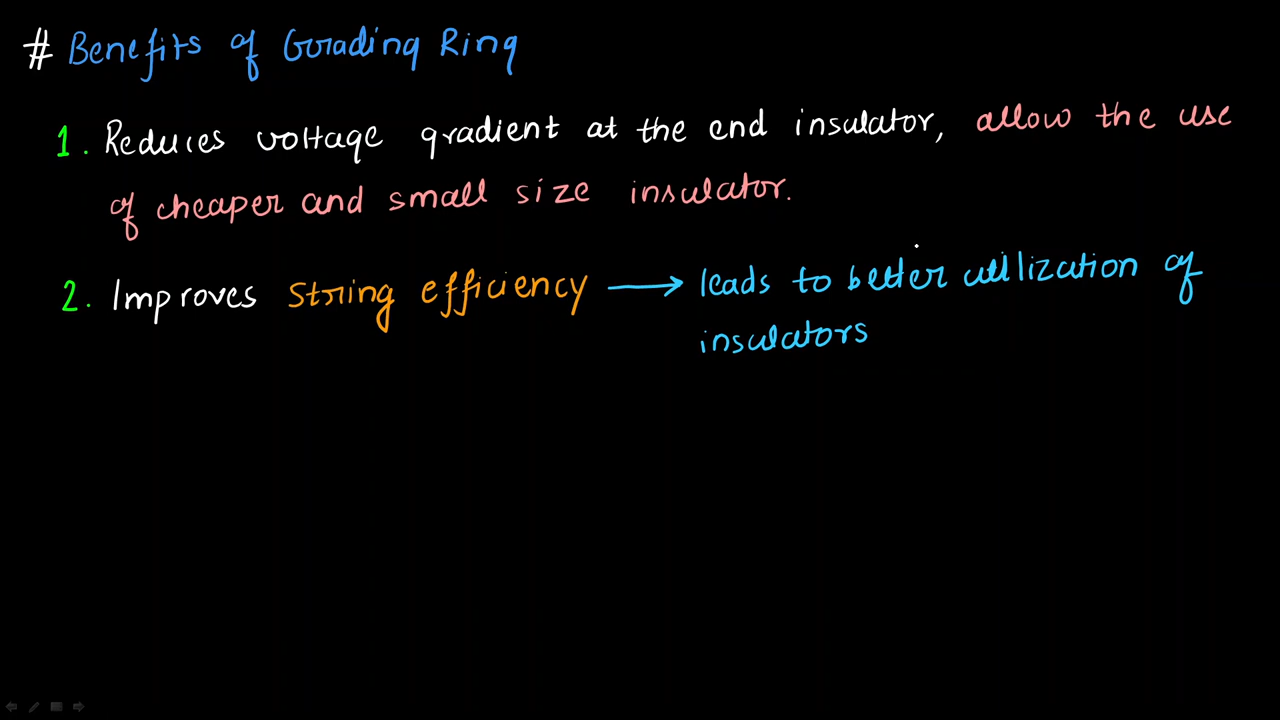 # Benefits of Grading Ring
1. Reduces voltage gradient at the end insulator, allow the use
of cheaper and small size insulator.
2. Improves string efficiency → leads to better utilization of
insulators